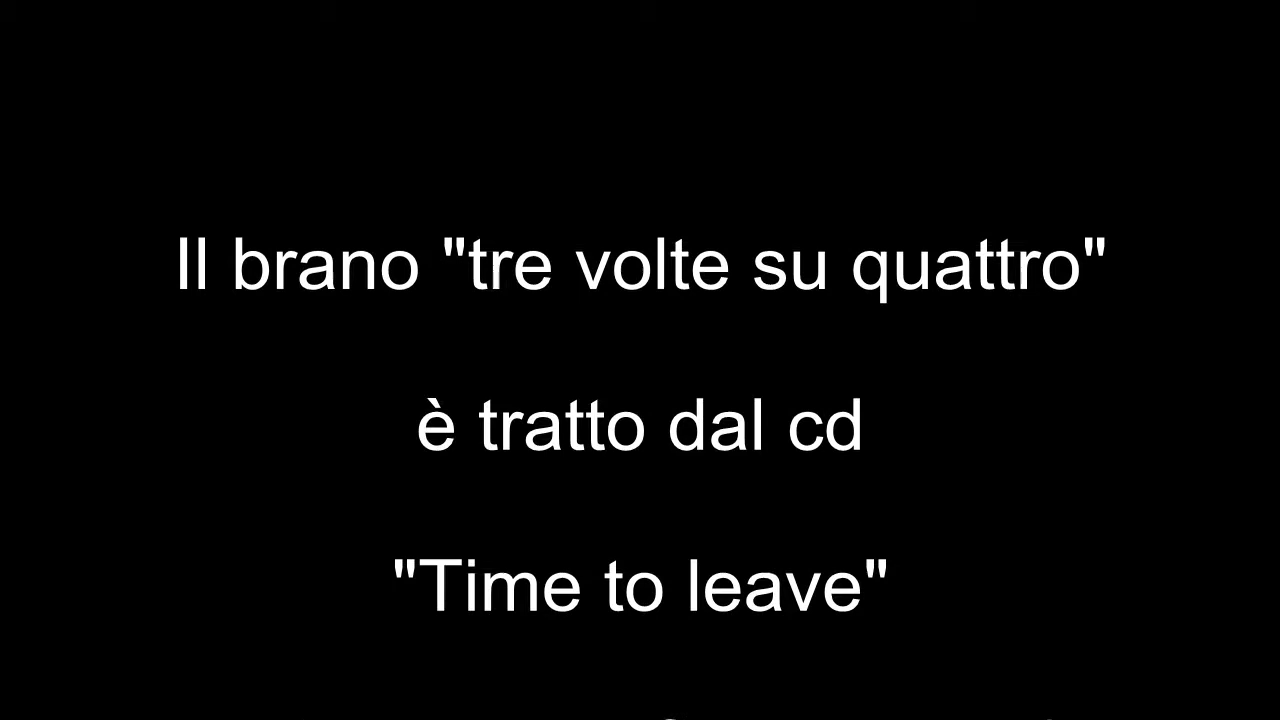 Il brano "tre volte su quattro"
è tratto dal cd
"Time to leave"